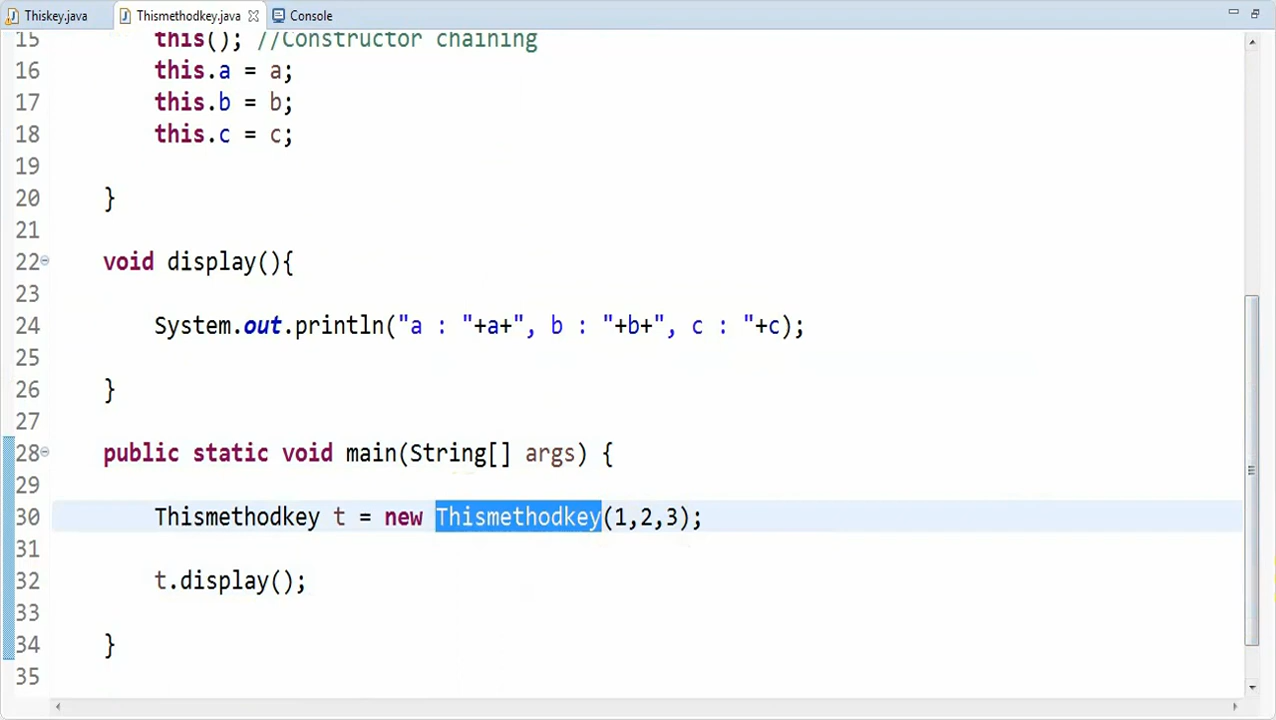 Thiskey.java Thismethodkey.java Console
15 this(); //Constructor chaining
16 this.a = a;
17 this.b = b;
18 this.c = c;
19
20 }
21
22 void display(){
23
24 System.out.println("a : "+a+", b : "+b+", c : "+c);
25
26 }
27
28 public static void main(String[] args) {
29
30 Thismethodkey t = new Thismethodkey(1,2,3);
31
32 t.display();
33
34 }
35